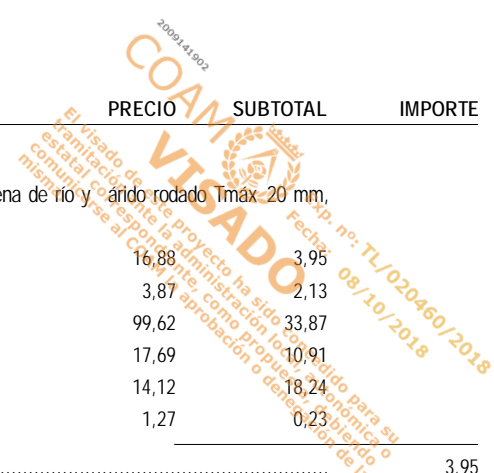 2009141902
COAM
PRECIO SUBTOTAL IMPORTE
VISADO
El visado de este proyecto ha sido concedido para su
tramitación ante la administración local, autonómica o
estatal correspondiente, como propuesta, debiendo
comunicarse al COAM la aprobación o denegación de la
misma
Exp. nº: TL/020460/2018
Fecha: 08/10/2018
ena de río y árido rodado Tmáx 20 mm,
16,88 3,95
3,87 2,13
99,62 33,87
17,69 10,91
14,12 18,24
1,27 0,23
3,95